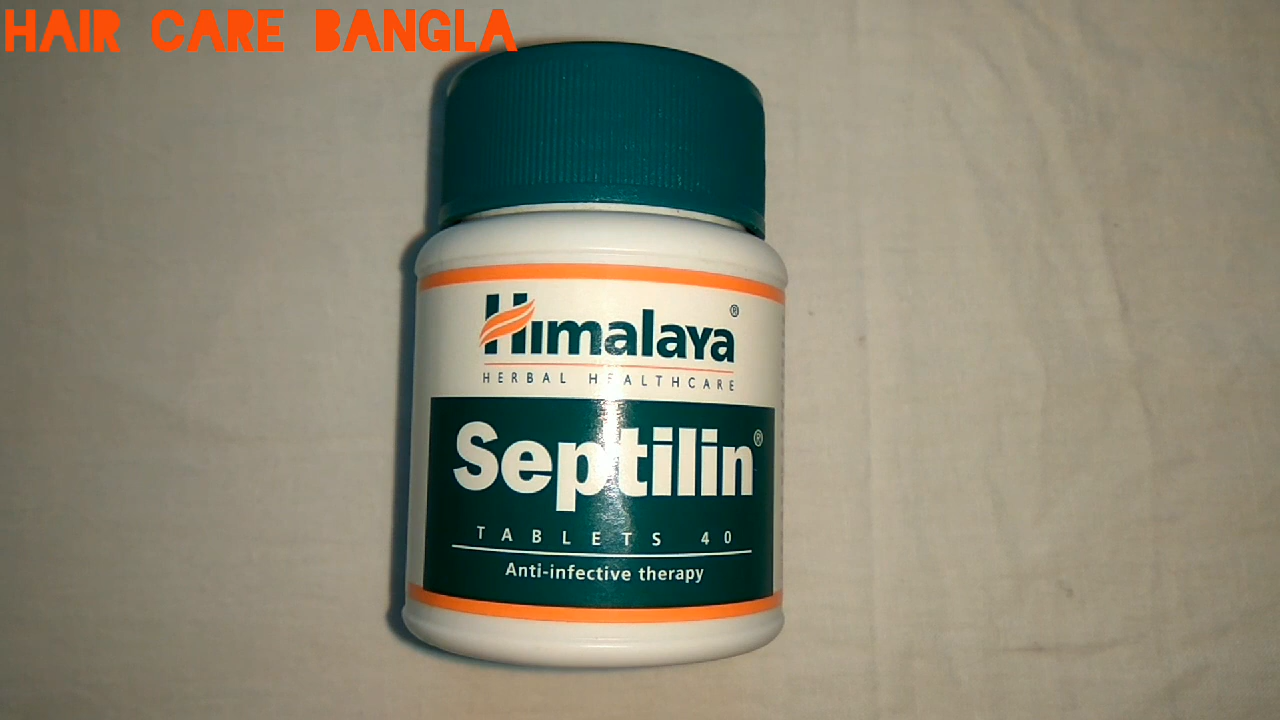 HAIR CARE BANGLA
Himalaya®
HERBAL HEALTHCARE
Septilin®
TABLETS 40
Anti-infective therapy